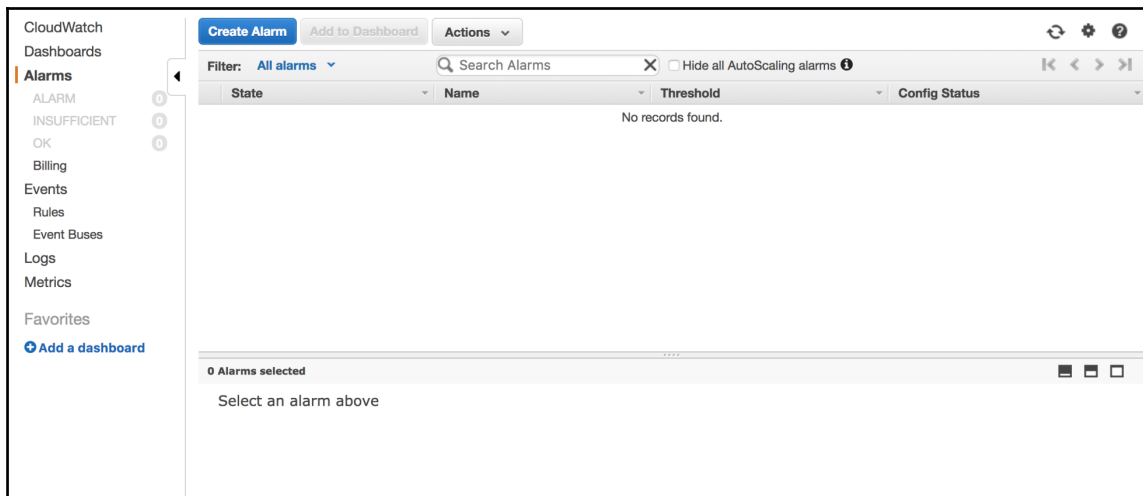 CloudWatch
Dashboards
Alarms
ALARM 0
INSUFFICIENT 0
OK 0
Billing
Events
Rules
Event Buses
Logs
Metrics
Favorites
Add a dashboard
Create Alarm Add to Dashboard Actions
Filter: All alarms Search Alarms Hide all AutoScaling alarms
State Name Threshold Config Status
No records found.
0 Alarms selected
Select an alarm above